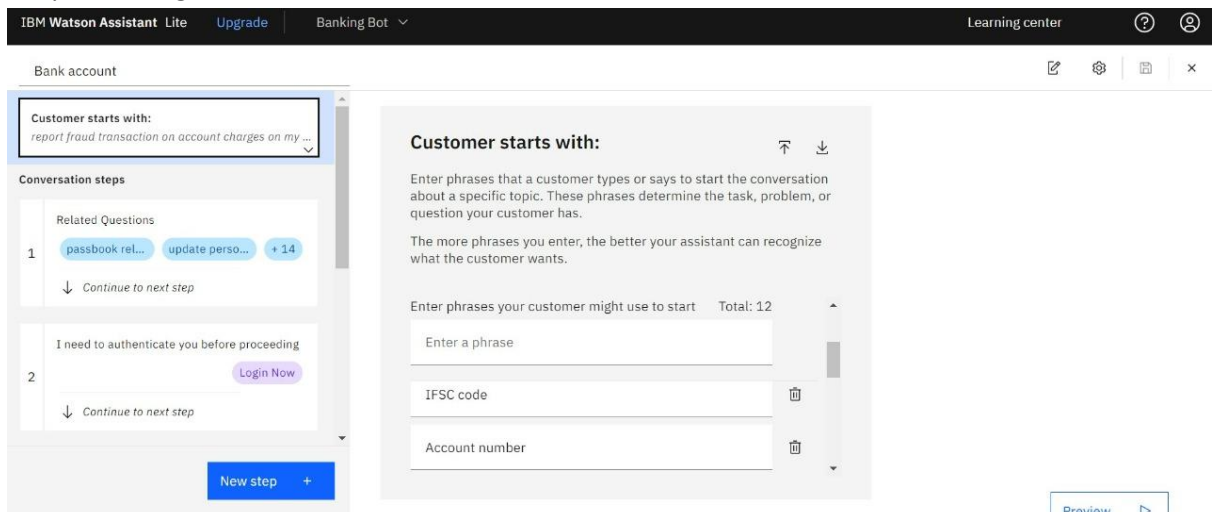 IBM Watson Assistant Lite Upgrade Banking Bot Learning center
Bank account
Customer starts with:
report fraud transaction on account charges on my ...
Conversation steps
1
Related Questions
passbook rel... update perso... + 14
Continue to next step
2
I need to authenticate you before proceeding
Login Now
Continue to next step
New step +
Customer starts with:
Enter phrases that a customer types or says to start the conversation
about a specific topic. These phrases determine the task, problem, or
question your customer has.
The more phrases you enter, the better your assistant can recognize
what the customer wants.
Enter phrases your customer might use to start Total: 12
Enter a phrase
IFSC code
Account number
Preview